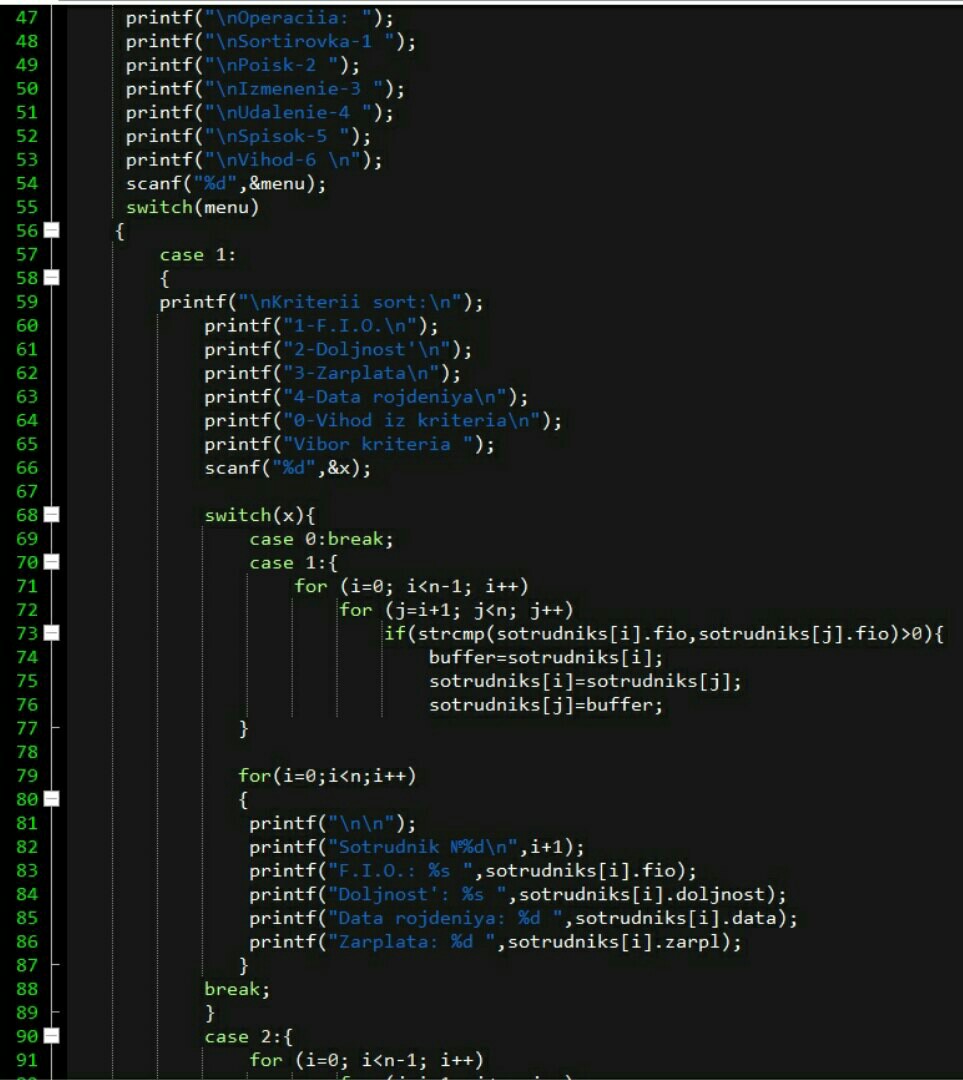 47 printf("\nOperaciia: ");
48 printf("\nSortirovka-1 ");
49 printf("\nPoisk-2 ");
50 printf("\nIzmenenie-3 ");
51 printf("\nUdalenie-4 ");
52 printf("\nSpisok-5 ");
53 printf("\nVihod-6 \n");
54 scanf("%d",&menu);
55 switch(menu)
56 {
57 case 1:
58 {
59 printf("\nKriterii sort:\n");
60 printf("1-F.I.O.\n");
61 printf("2-Doljnost'\n");
62 printf("3-Zarplata\n");
63 printf("4-Data rojdeniya\n");
64 printf("0-Vihod iz kriteria\n");
65 printf("Vibor kriteria ");
66 scanf("%d",&x);
67
68 switch(x){
69 case 0:break;
70 case 1:{
71 for (i=0; i<n-1; i++)
72 for (j=i+1; j<n; j++)
73 if(strcmp(sotrudniks[i].fio,sotrudniks[j].fio)>0){
74 buffer=sotrudniks[i];
75 sotrudniks[i]=sotrudniks[j];
76 sotrudniks[j]=buffer;
77 }
78
79 for(i=0;i<n;i++)
80 {
81 printf("\n\n");
82 printf("Sotrudnik №%d\n",i+1);
83 printf("F.I.O.: %s ",sotrudniks[i].fio);
84 printf("Doljnost': %s ",sotrudniks[i].doljnost);
85 printf("Data rojdeniya: %d ",sotrudniks[i].data);
86 printf("Zarplata: %d ",sotrudniks[i].zarpl);
87 }
88 break;
89 }
90 case 2:{
91 for (i=0; i<n-1; i++)